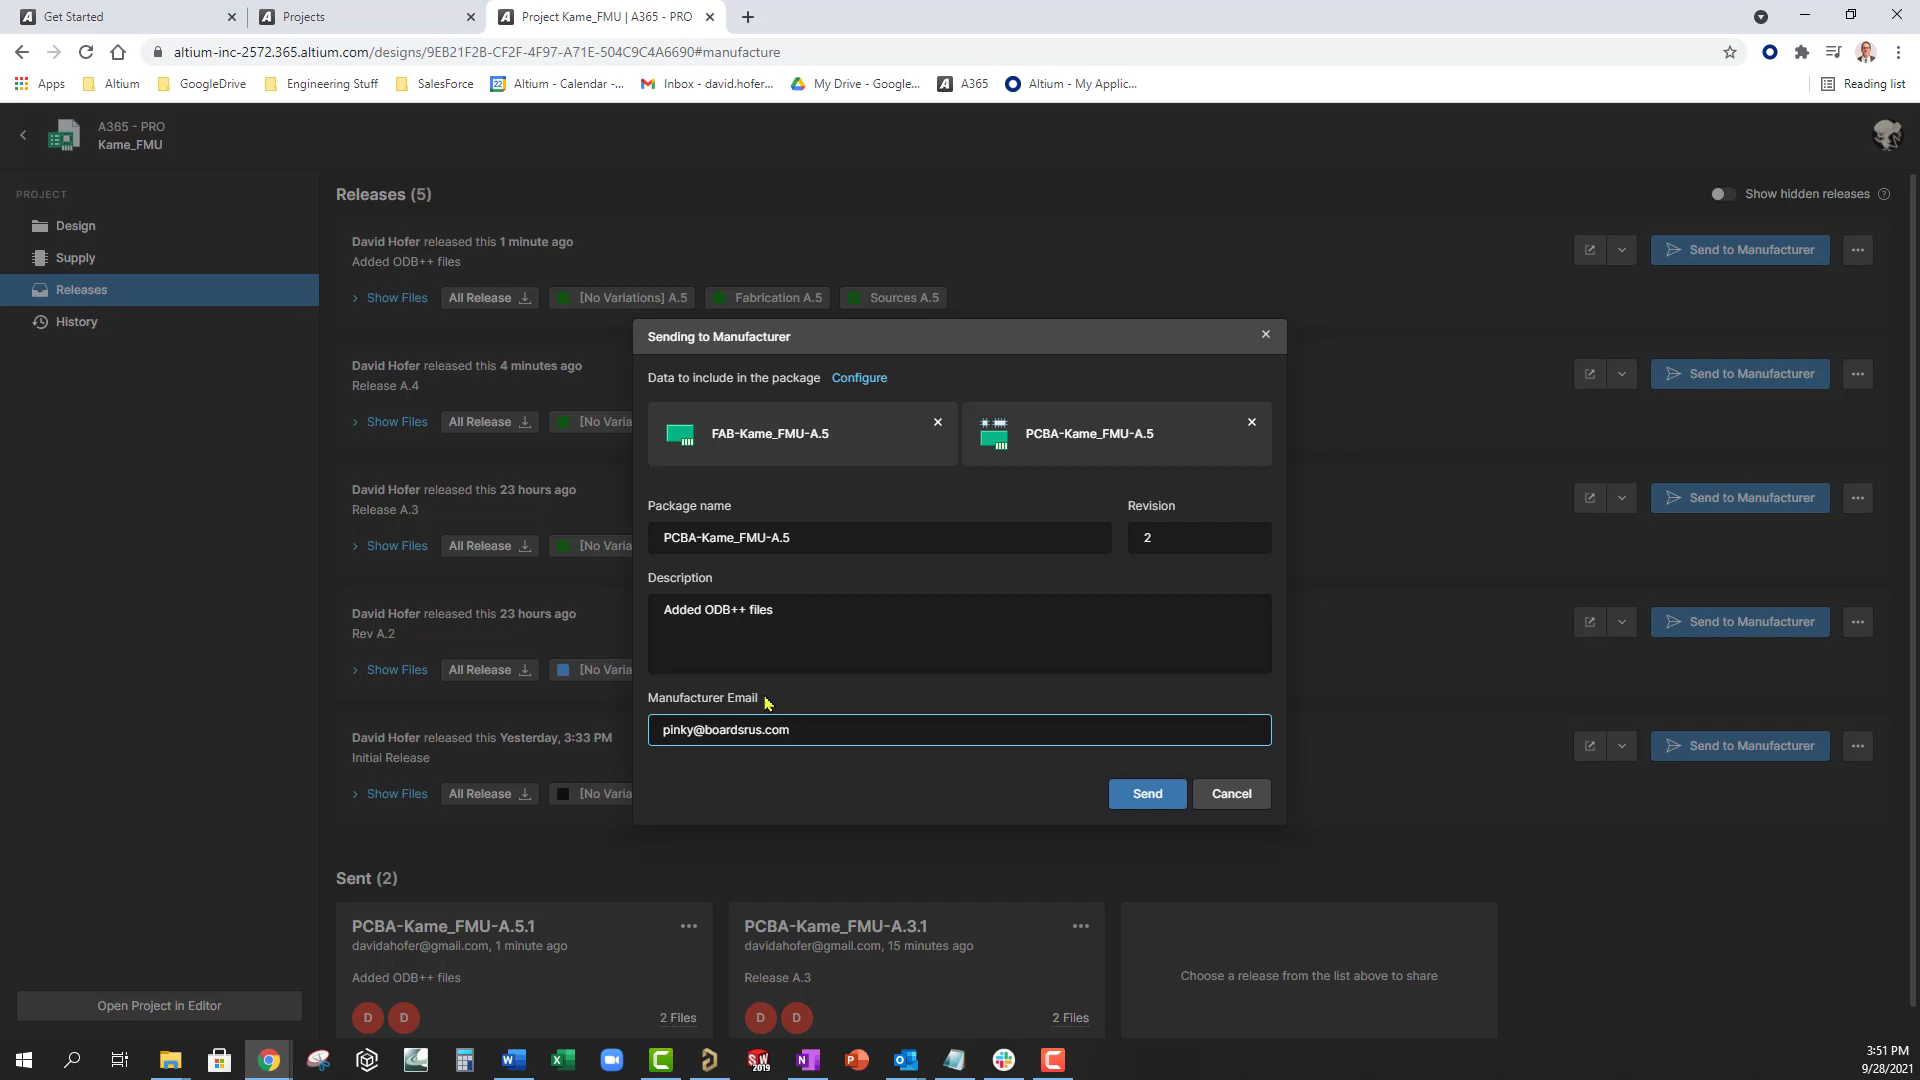 Get Started
Projects
Project Kame_FMU | A365 - PRO
altium-inc-2572.365.altium.com/designs/9EB21F2B-CF2F-4F97-A71E-504C9C4A6690#manufacture
Apps
Altium
GoogleDrive
Engineering Stuff
SalesForce
Altium - Calendar -...
Inbox - david.hofer...
My Drive - Google...
A365
Altium - My Applic...
Reading list
A365 - PRO
Kame_FMU
PROJECT
Design
Supply
Releases
History
Open Project in Editor
Releases (5)
Show hidden releases
David Hofer released this 1 minute ago
Added ODB++ files
Show Files
All Release
[No Variations] A.5
Fabrication A.5
Sources A.5
Send to Manufacturer
David Hofer released this 4 minutes ago
Release A.4
Show Files
All Release
[No Varia
Send to Manufacturer
David Hofer released this 23 hours ago
Release A.3
Show Files
All Release
[No Varia
Send to Manufacturer
David Hofer released this 23 hours ago
Rev A.2
Show Files
All Release
[No Varia
Send to Manufacturer
David Hofer released this Yesterday, 3:33 PM
Initial Release
Show Files
All Release
[No Varia
Send to Manufacturer
Sending to Manufacturer
Data to include in the package Configure
FAB-Kame_FMU-A.5
PCBA-Kame_FMU-A.5
Package name
Revision
PCBA-Kame_FMU-A.5
2
Description
Added ODB++ files
Manufacturer Email
pinky@boardsrus.com
Send
Cancel
Sent (2)
PCBA-Kame_FMU-A.5.1
davidahofer@gmail.com, 1 minute ago
Added ODB++ files
D
D
2 Files
PCBA-Kame_FMU-A.3.1
davidahofer@gmail.com, 15 minutes ago
Release A.3
D
D
2 Files
Choose a release from the list above to share
3:51 PM
9/28/2021